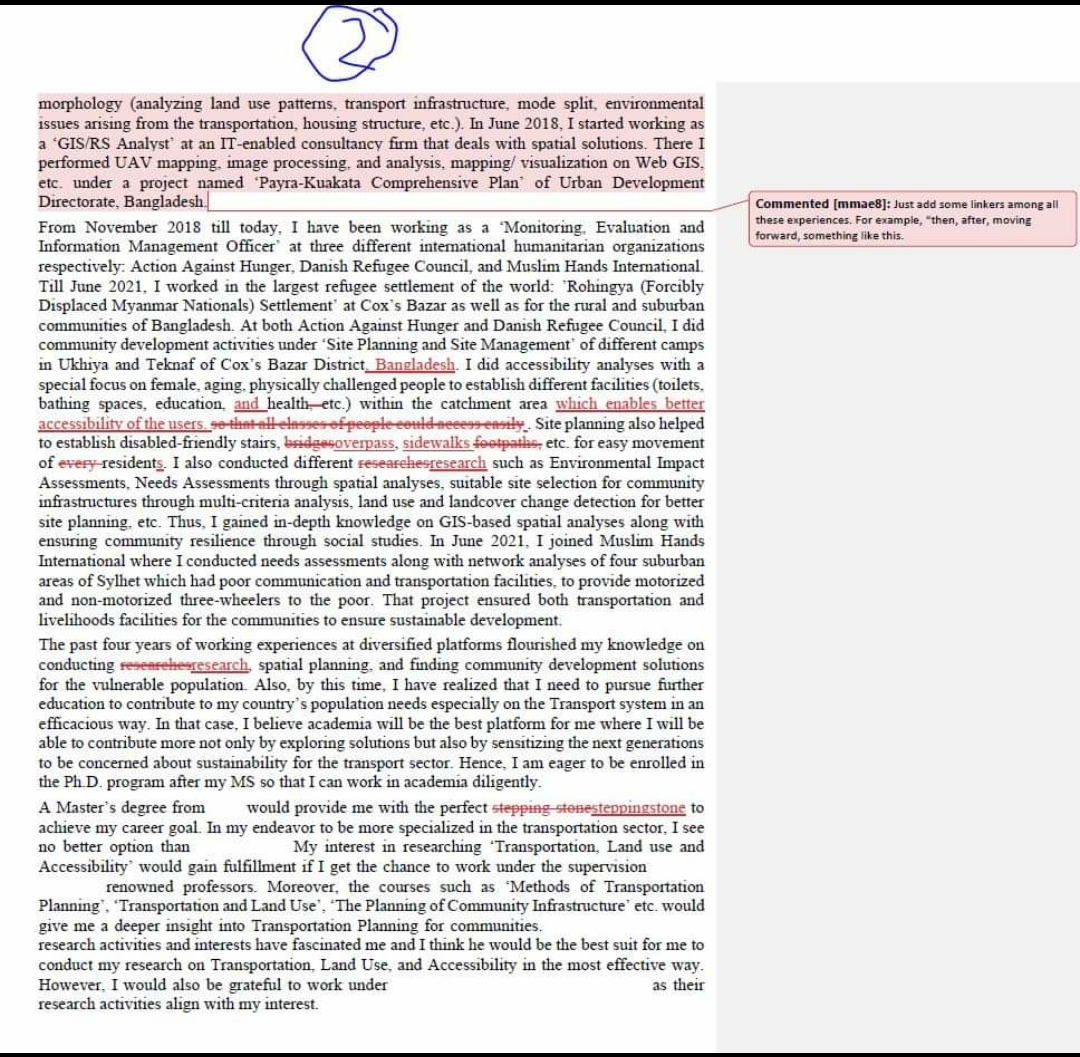 2
morphology (analyzing land use patterns, transport infrastructure, mode split, environmental
issues arising from the transportation, housing structure, etc.). In June 2018, I started working as
a ‘GIS/RS Analyst’ at an IT-enabled consultancy firm that deals with spatial solutions. There I
performed UAV mapping, image processing, and analysis, mapping/ visualization on Web GIS,
etc. under a project named ‘Payra-Kuakata Comprehensive Plan’ of Urban Development
Directorate, Bangladesh.
Commented [mmae8]: Just add some linkers among all
these experiences. For example, “then, after, moving
forward, something like this.
From November 2018 till today, I have been working as a ‘Monitoring, Evaluation and
Information Management Officer’ at three different international humanitarian organizations
respectively: Action Against Hunger, Danish Refugee Council, and Muslim Hands International.
Till June 2021, I worked in the largest refugee settlement of the world: ‘Rohingya (Forcibly
Displaced Myanmar Nationals) Settlement’ at Cox’s Bazar as well as for the rural and suburban
communities of Bangladesh. At both Action Against Hunger and Danish Refugee Council, I did
community development activities under ‘Site Planning and Site Management’ of different camps
in Ukhiya and Teknaf of Cox’s Bazar District, Bangladesh. I did accessibility analyses with a
special focus on female, aging, physically challenged people to establish different facilities (toilets,
bathing spaces, education, and health, etc.) within the catchment area which enables better
accessibility of the users. so that all classes of people could access easily. . Site planning also helped
to establish disabled-friendly stairs, bridgesoverpass, sidewalks footpaths, etc. for easy movement
of every residents. I also conducted different researchesresearch such as Environmental Impact
Assessments, Needs Assessments through spatial analyses, suitable site selection for community
infrastructures through multi-criteria analysis, land use and landcover change detection for better
site planning, etc. Thus, I gained in-depth knowledge on GIS-based spatial analyses along with
ensuring community resilience through social studies. In June 2021, I joined Muslim Hands
International where I conducted needs assessments along with network analyses of four suburban
areas of Sylhet which had poor communication and transportation facilities, to provide motorized
and non-motorized three-wheelers to the poor. That project ensured both transportation and
livelihoods facilities for the communities to ensure sustainable development.
The past four years of working experiences at diversified platforms flourished my knowledge on
conducting researchesresearch, spatial planning, and finding community development solutions
for the vulnerable population. Also, by this time, I have realized that I need to pursue further
education to contribute to my country’s population needs especially on the Transport system in an
efficacious way. In that case, I believe academia will be the best platform for me where I will be
able to contribute more not only by exploring solutions but also by sensitizing the next generations
to be concerned about sustainability for the transport sector. Hence, I am eager to be enrolled in
the Ph.D. program after my MS so that I can work in academia diligently.
A Master’s degree from would provide me with the perfect stepping stonesteppingstone to
achieve my career goal. In my endeavor to be more specialized in the transportation sector, I see
no better option than My interest in researching ‘Transportation, Land use and
Accessibility’ would gain fulfillment if I get the chance to work under the supervision
renowned professors. Moreover, the courses such as ‘Methods of Transportation
Planning’, ‘Transportation and Land Use’, ‘The Planning of Community Infrastructure’ etc. would
give me a deeper insight into Transportation Planning for communities.
research activities and interests have fascinated me and I think he would be the best suit for me to
conduct my research on Transportation, Land Use, and Accessibility in the most effective way.
However, I would also be grateful to work under as their
research activities align with my interest.